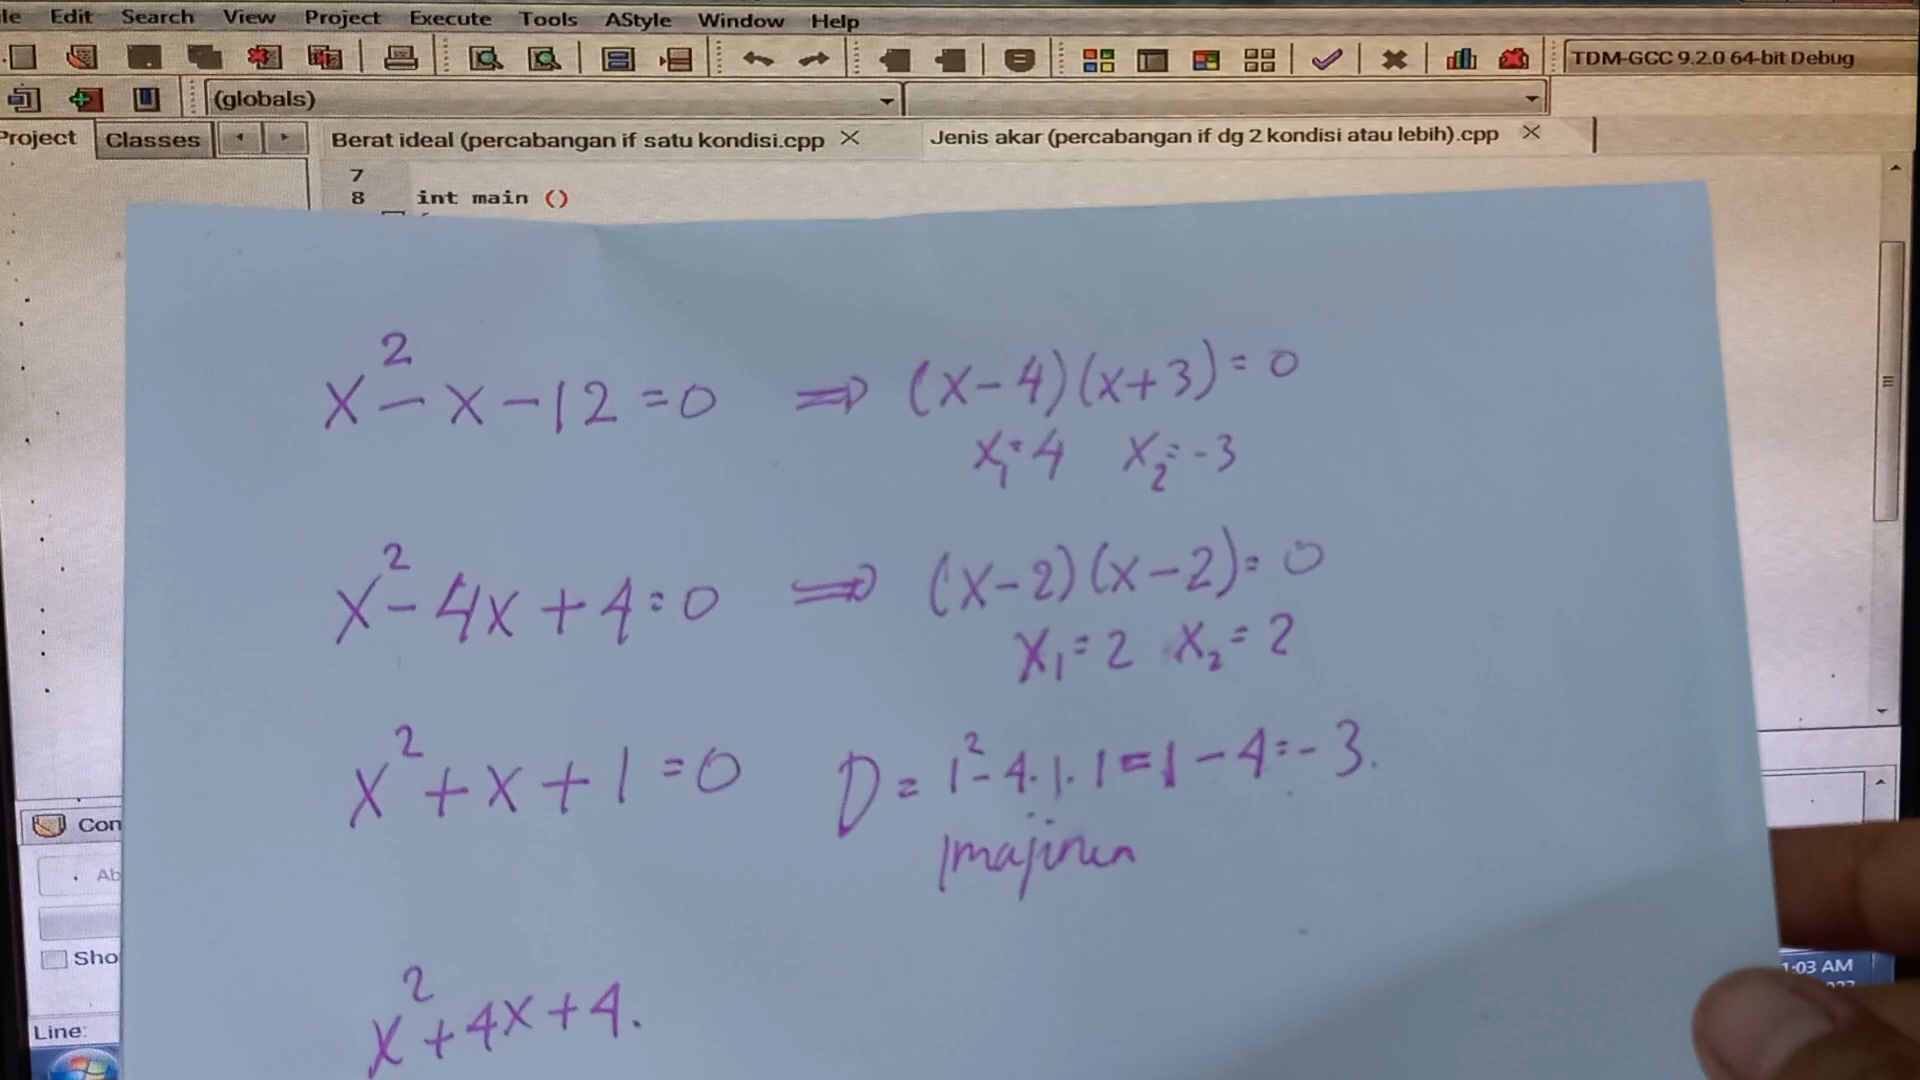 Edit Search View Project Execute Tools AStyle Window Help
TDM-GCC 9.2.0 64-bit Debug
(globals)
Project Classes Berat ideal (percabangan if satu kondisi.cpp Jenis akar (percabangan if dg 2 kondisi atau lebih).cpp
7
8 int main ()
x² - x - 12 = 0 ⇒ (x-4)(x+3) = 0
x₁ = 4 x₂ = -3
x² - 4x + 4 = 0 ⇒ (x-2)(x-2) = 0
x₁ = 2 x₂ = 2
x² + x + 1 = 0 D = 1² - 4.1.1 = 1 - 4 = -3.
Imajiner
x² + 4x + 4.
Con
Ab
Sho
Line:
1:03 AM